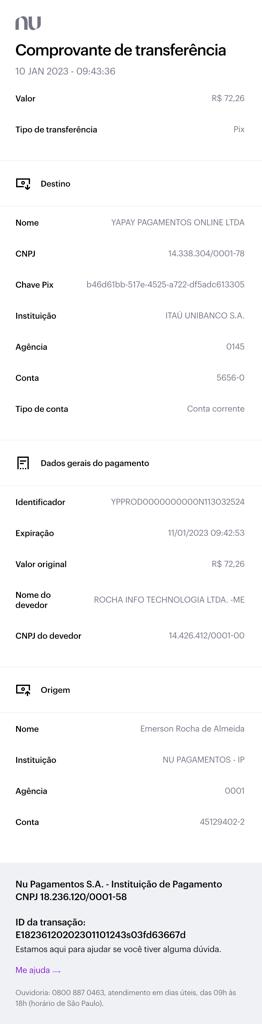 nu
Comprovante de transferência
10 JAN 2023 - 09:43:36
Valor R$ 72,26
Tipo de transferência Pix
Destino
Nome YAPAY PAGAMENTOS ONLINE LTDA
CNPJ 14.338.304/0001-78
Chave Pix b46d61bb-517e-4525-a722-df5adc613305
Instituição ITAÚ UNIBANCO S.A.
Agência 0145
Conta 5656-0
Tipo de conta Conta corrente
Dados gerais do pagamento
Identificador YPPROD0000000000N113032524
Expiração 11/01/2023 09:42:53
Valor original R$ 72,26
Nome do
devedor ROCHA INFO TECHNOLOGIA LTDA. -ME
CNPJ do devedor 14.426.412/0001-00
Origem
Nome Emerson Rocha de Almeida
Instituição NU PAGAMENTOS - IP
Agência 0001
Conta 45129402-2
Nu Pagamentos S.A. - Instituição de Pagamento
CNPJ 18.236.120/0001-58
ID da transação:
E18236120202301101243s03fd63667d
Estamos aqui para ajudar se você tiver alguma dúvida.
Me ajuda →
Ouvidoria: 0800 887 0463, atendimento em dias úteis, das 09h às
18h (horário de São Paulo).